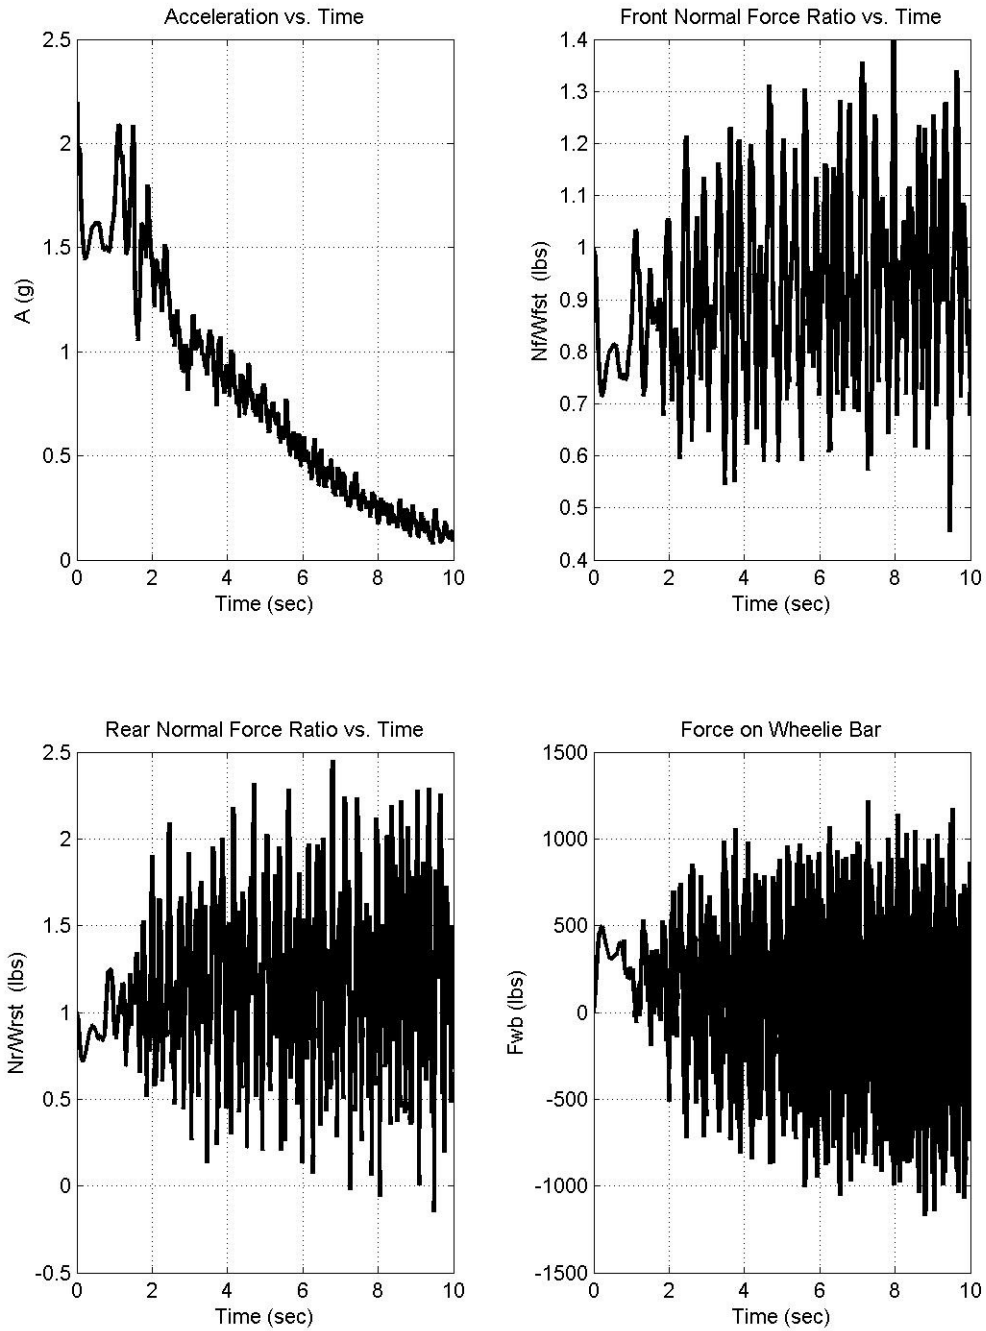 Acceleration vs. Time
2.5
2
1.5
1
0.5
0
A (g)
0 2 4 6 8 10
Time (sec)
Front Normal Force Ratio vs. Time
1.4
1.3
1.2
1.1
1
0.9
0.8
0.7
0.6
0.5
0.4
Nf/Wfst (lbs)
0 2 4 6 8 10
Time (sec)
Rear Normal Force Ratio vs. Time
2.5
2
1.5
1
0.5
0
-0.5
Nr/Wrst (lbs)
0 2 4 6 8 10
Time (sec)
Force on Wheelie Bar
1500
1000
500
0
-500
-1000
-1500
Fwb (lbs)
0 2 4 6 8 10
Time (sec)